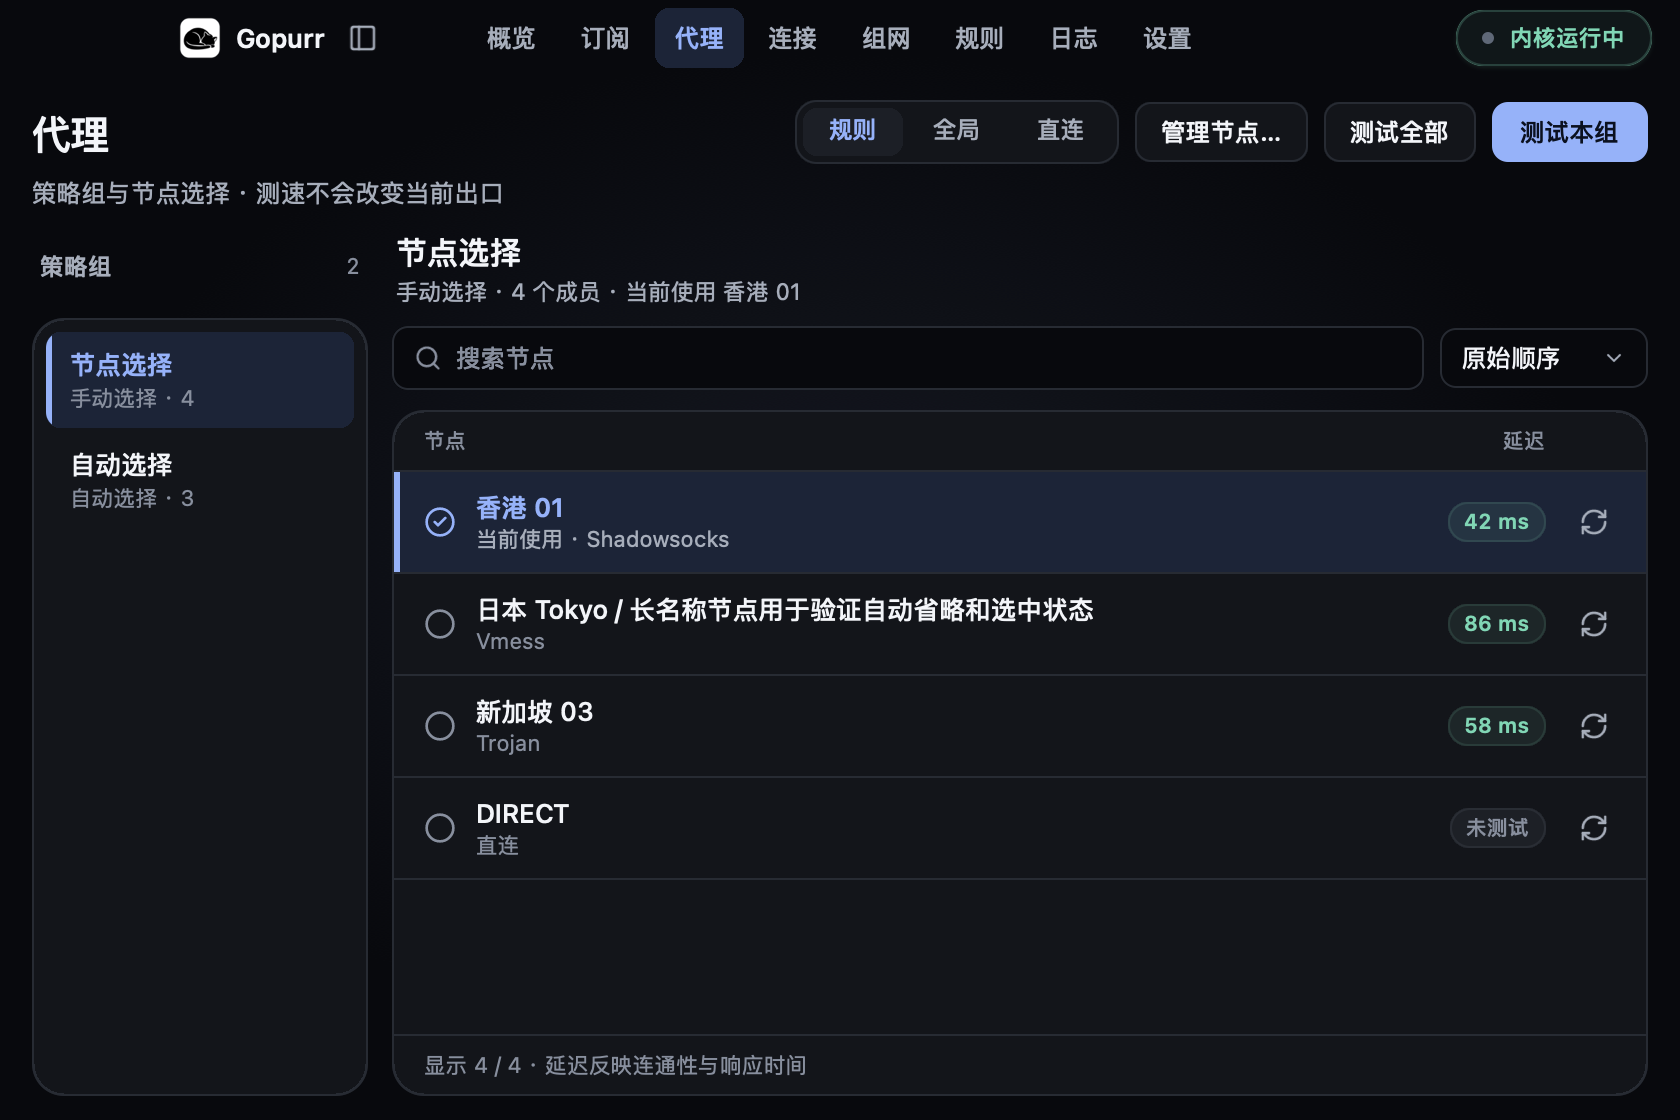 Gopurr
概览 订阅 代理 连接 组网 规则 日志 设置
内核运行中
代理
规则 全局 直连 管理节点... 测试全部 测试本组
策略组与节点选择 · 测速不会改变当前出口
策略组 2
节点选择
手动选择 · 4
自动选择
自动选择 · 3
节点选择
手动选择 · 4 个成员 · 当前使用 香港 01
搜索节点
原始顺序
节点 延迟
香港 01
当前使用 · Shadowsocks
42 ms
日本 Tokyo / 长名称节点用于验证自动省略和选中状态
Vmess
86 ms
新加坡 03
Trojan
58 ms
DIRECT
直连
未测试
显示 4 / 4 · 延迟反映连通性与响应时间